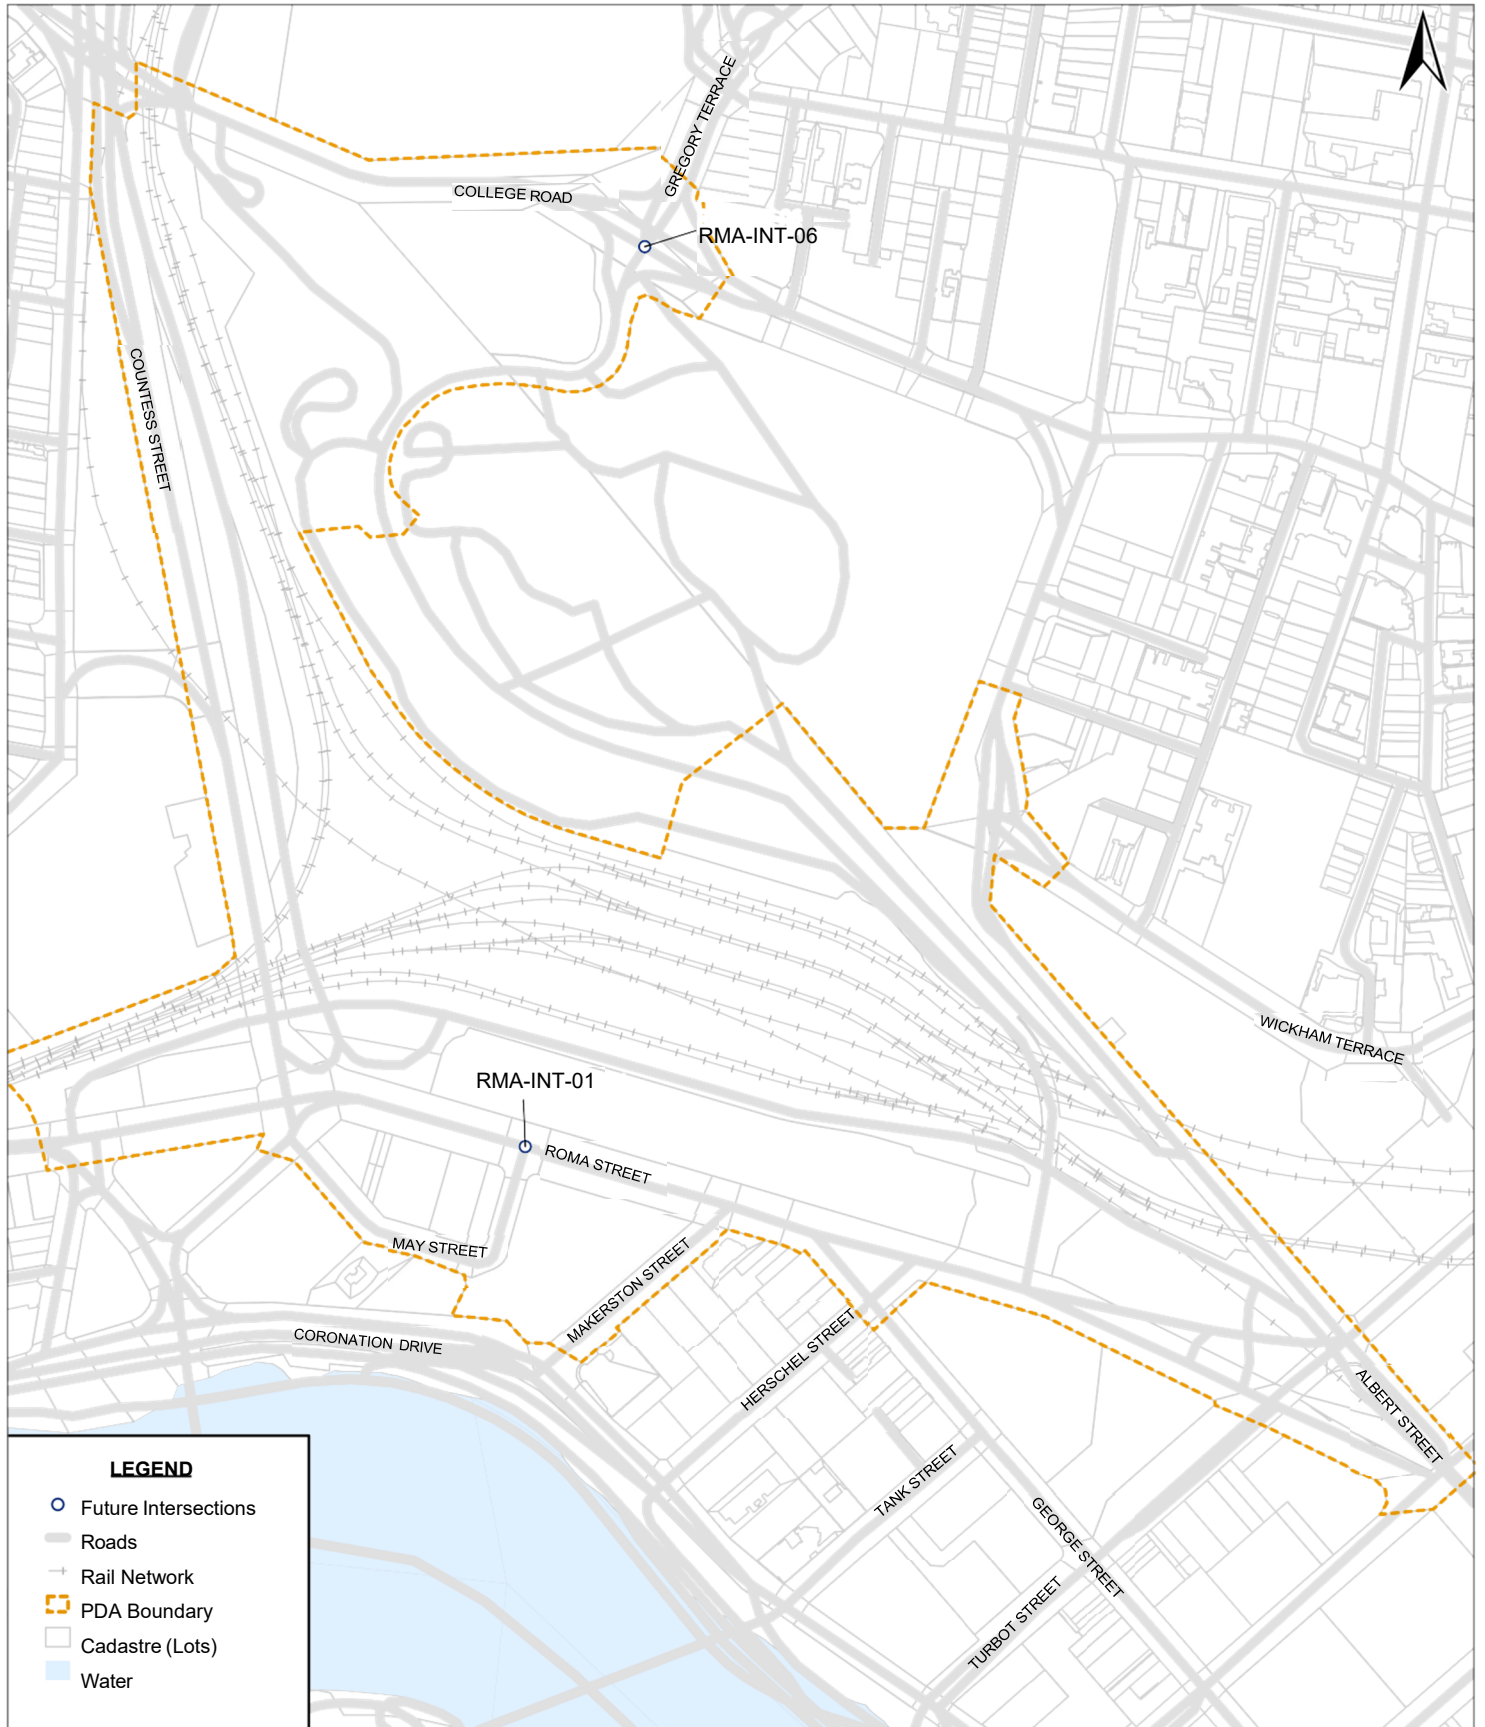 GREGORY TERRACE
COLLEGE ROAD
RMA-INT-06
COUNTESS STREET
WICKHAM TERRACE
RMA-INT-01
ROMA STREET
MAY STREET
MAKERSTON STREET
CORONATION DRIVE
HERSCHEL STREET
ALBERT STREET
TANK STREET
GEORGE STREET
TURBOT STREET
LEGEND
Future Intersections
Roads
Rail Network
PDA Boundary
Cadastre (Lots)
Water